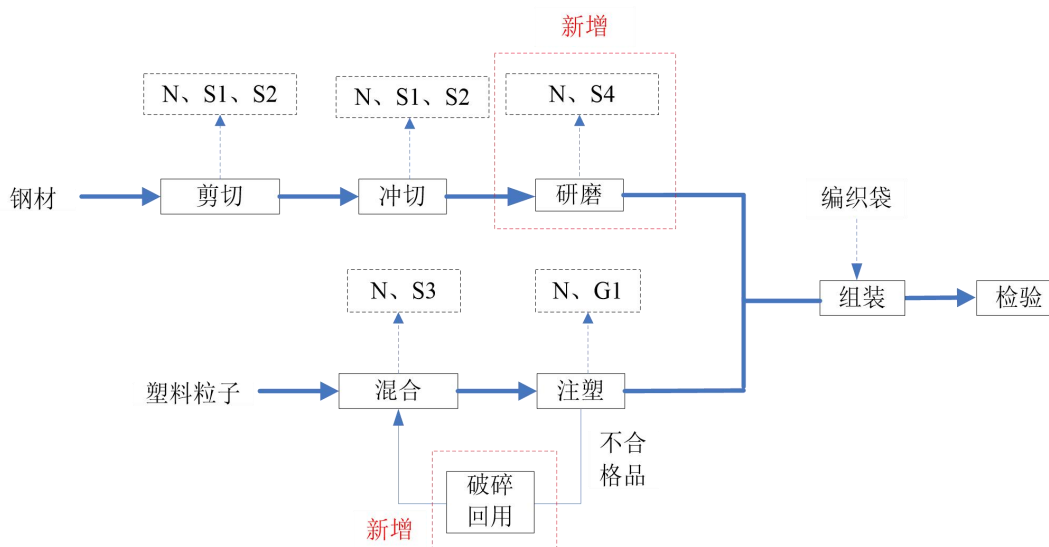 新增
N、S1、S2
N、S1、S2
N、S4
钢材
剪切
冲切
研磨
编织袋
N、S3
N、G1
组装
检验
塑料粒子
混合
注塑
不合
格品
破碎
回用
新增